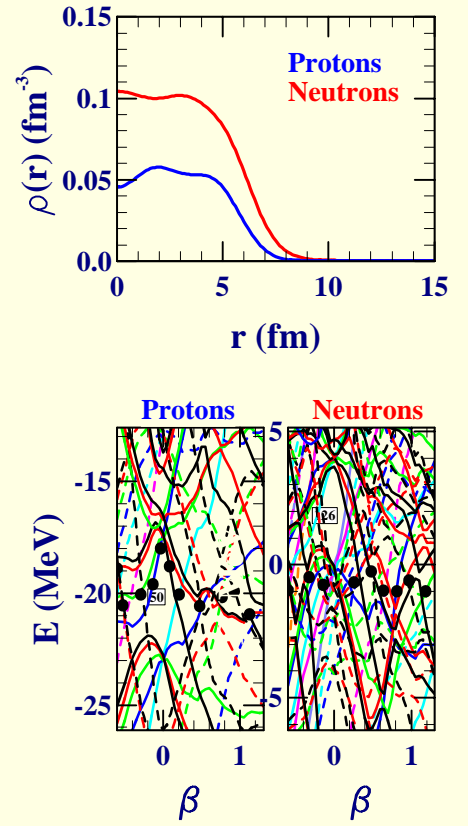 0.15
Protons
Neutrons
0.1
0.05
0.0
ρ(r) (fm-3)
0 5 10 15
r (fm)
Protons Neutrons
5
-15
126
0
-20
50
-25
-5
E (MeV)
0 1 0 1
β β